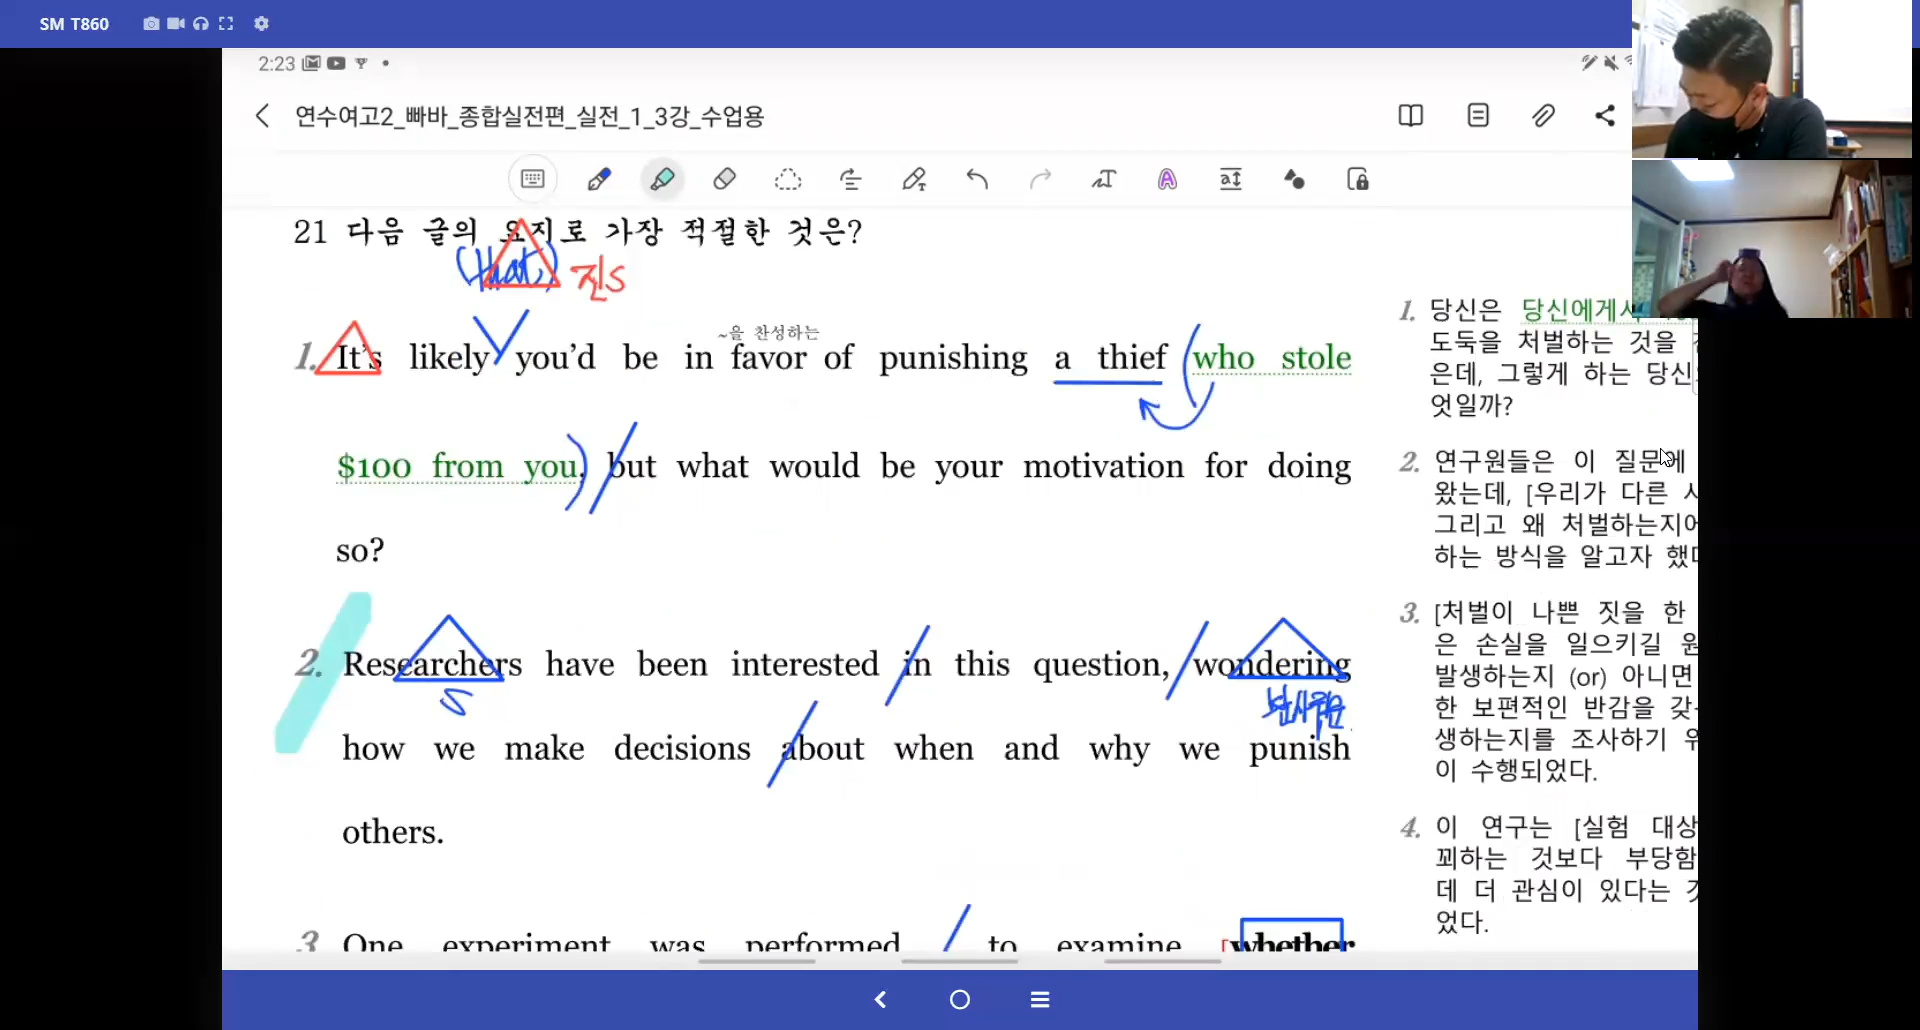 SM T860
2:23
연수여고2_빠바_종합실전편_실전_1_3강_수업용
21 다음 글의 요지로 가장 적절한 것은?
(that) 진S
~을 찬성하는
1. It's likely you'd be in favor of punishing a thief who stole
$100 from you, but what would be your motivation for doing
so?
2. Researchers have been interested in this question, wondering
S
how we make decisions about when and why we punish
others.
3 One experiment was performed to examine [whether
1. 당신은 당신에게서
도둑을 처벌하는 것을
은데, 그렇게 하는 당신
엇일까?
2. 연구원들은 이 질문에
왔는데, [우리가 다른
그리고 왜 처벌하는지에
하는 방식을 알고자 했
3. [처벌이 나쁜 짓을 한
은 손실을 일으키길 원
발생하는지 (or) 아니면
한 보편적인 반감을 갖
생하는지를 조사하기 위
이 수행되었다.
4. 이 연구는 [실험 대상
꾀하는 것보다 부당함
데 더 관심이 있다는
었다.